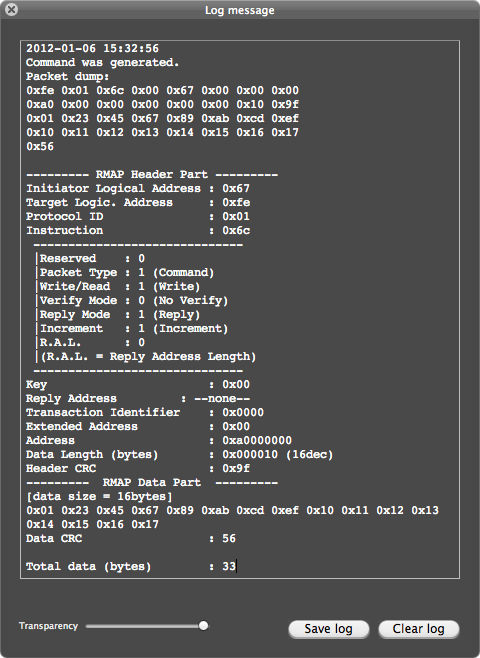 Log message
2012-01-06 15:32:56
Command was generated.
Packet dump:
0xfe 0x01 0x6c 0x00 0x67 0x00 0x00 0x00
0xa0 0x00 0x00 0x00 0x00 0x00 0x10 0x9f
0x01 0x23 0x45 0x67 0x89 0xab 0xcd 0xef
0x10 0x11 0x12 0x13 0x14 0x15 0x16 0x17
0x56
--------- RMAP Header Part ---------
Initiator Logical Address : 0x67
Target Logic. Address     : 0xfe
Protocol ID               : 0x01
Instruction               : 0x6c
 ------------------------------
 |Reserved    : 0
 |Packet Type : 1 (Command)
 |Write/Read  : 1 (Write)
 |Verify Mode : 0 (No Verify)
 |Reply Mode  : 1 (Reply)
 |Increment   : 1 (Increment)
 |R.A.L.      : 0
 |(R.A.L. = Reply Address Length)
 ------------------------------
Key                       : 0x00
Reply Address         : --none--
Transaction Identifier    : 0x0000
Extended Address          : 0x00
Address                   : 0xa0000000
Data Length (bytes)       : 0x000010 (16dec)
Header CRC                : 0x9f
---------  RMAP Data Part  ---------
[data size = 16bytes]
0x01 0x23 0x45 0x67 0x89 0xab 0xcd 0xef 0x10 0x11 0x12 0x13
0x14 0x15 0x16 0x17
Data CRC                  : 56
Total data (bytes)        : 33
Transparency
Save log
Clear log